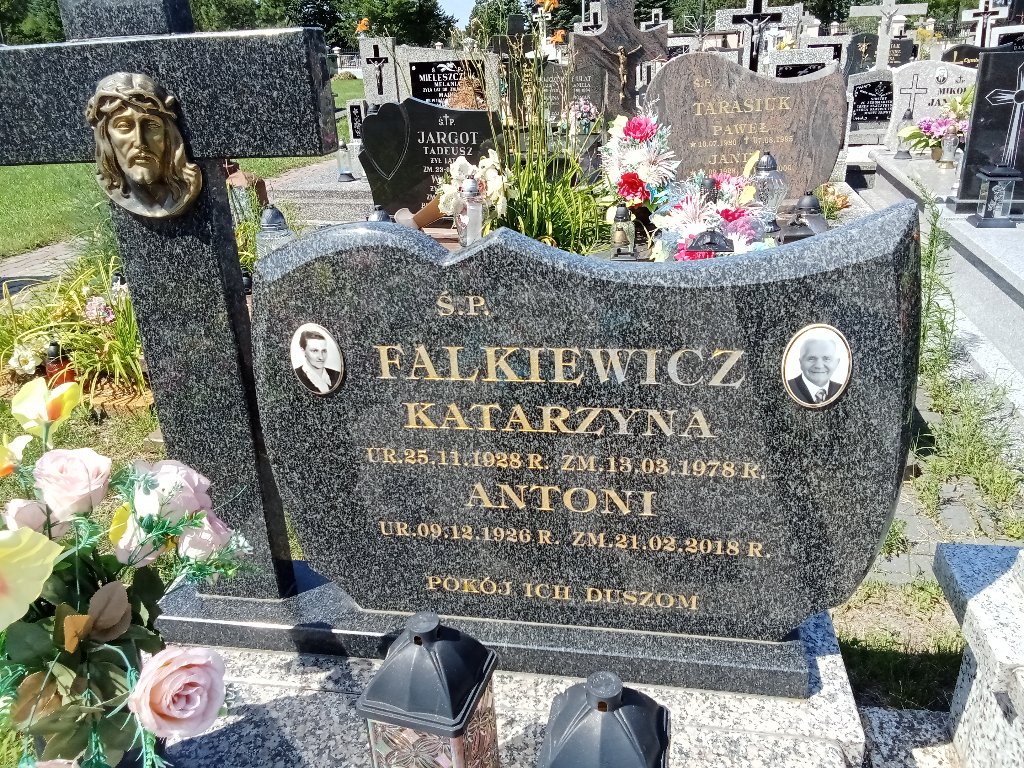 Ś.P.
FALKIEWICZ
KATARZYNA
UR.25.11.1928 R. ZM.13.03.1978 R.
ANTONI
UR.09.12.1926 R. ZM.21.02.2018 R.
POKÓJ ICH DUSZOM
Ś.P.
JARGOT
TADEUSZ
TARASIUK
PAWEŁ